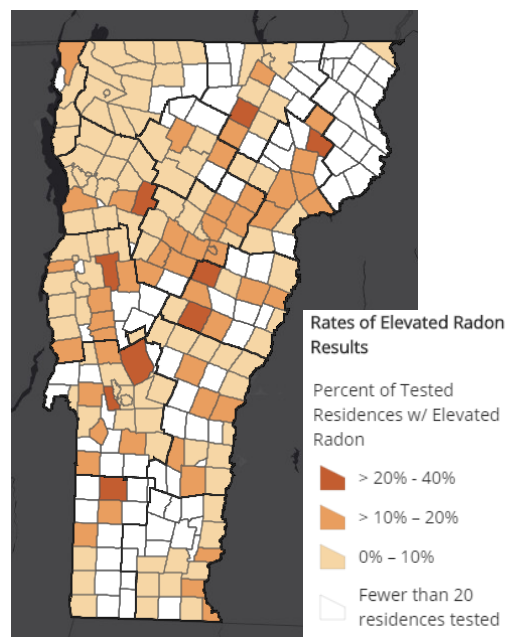 Rates of Elevated Radon
Results
Percent of Tested
Residences w/ Elevated
Radon
> 20% - 40%
> 10% – 20%
0% – 10%
Fewer than 20
residences tested